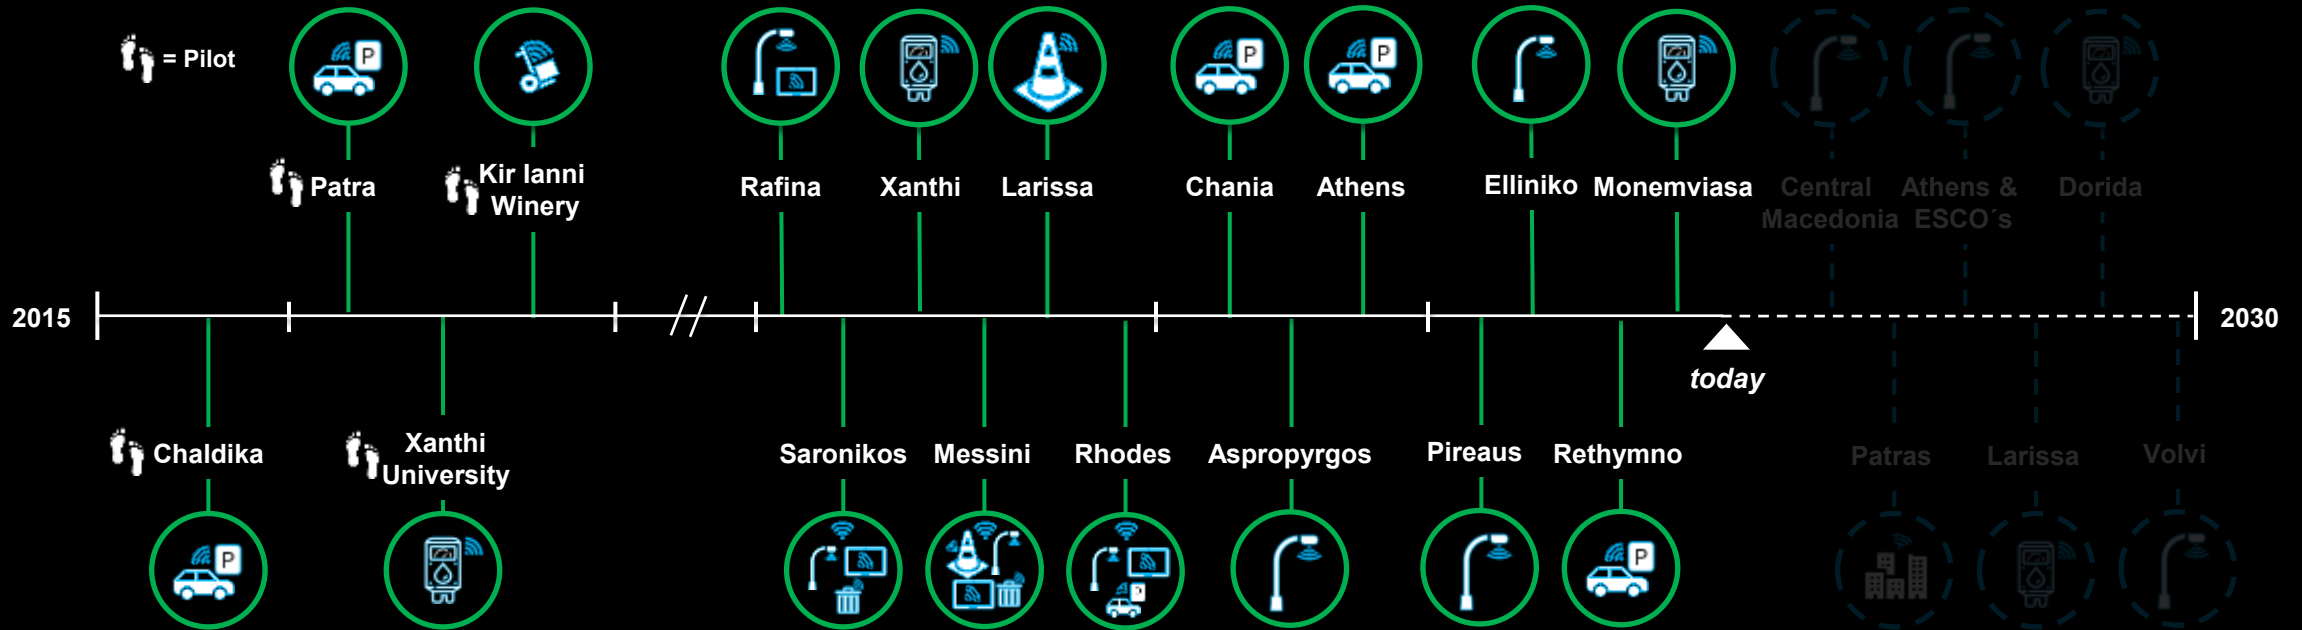 = Pilot
P
P
P
Patra
Kir Ianni
Winery
Rafina
Xanthi
Larissa
Chania
Athens
Elliniko
Monemviasa
Central
Macedonia
Athens &
ESCO´s
Dorida
2015
2030
today
Chaldika
Xanthi
University
Saronikos
Messini
Rhodes
Aspropyrgos
Pireaus
Rethymno
Patras
Larissa
Volvi
P
P
P